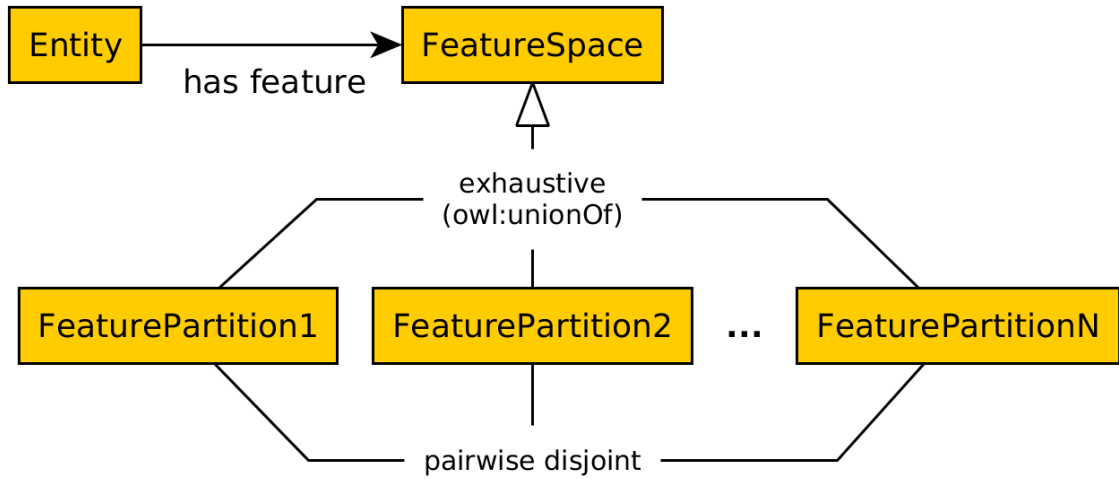 Entity
FeatureSpace
has feature
exhaustive
(owl:unionOf)
FeaturePartition1
FeaturePartition2
...
FeaturePartitionN
pairwise disjoint